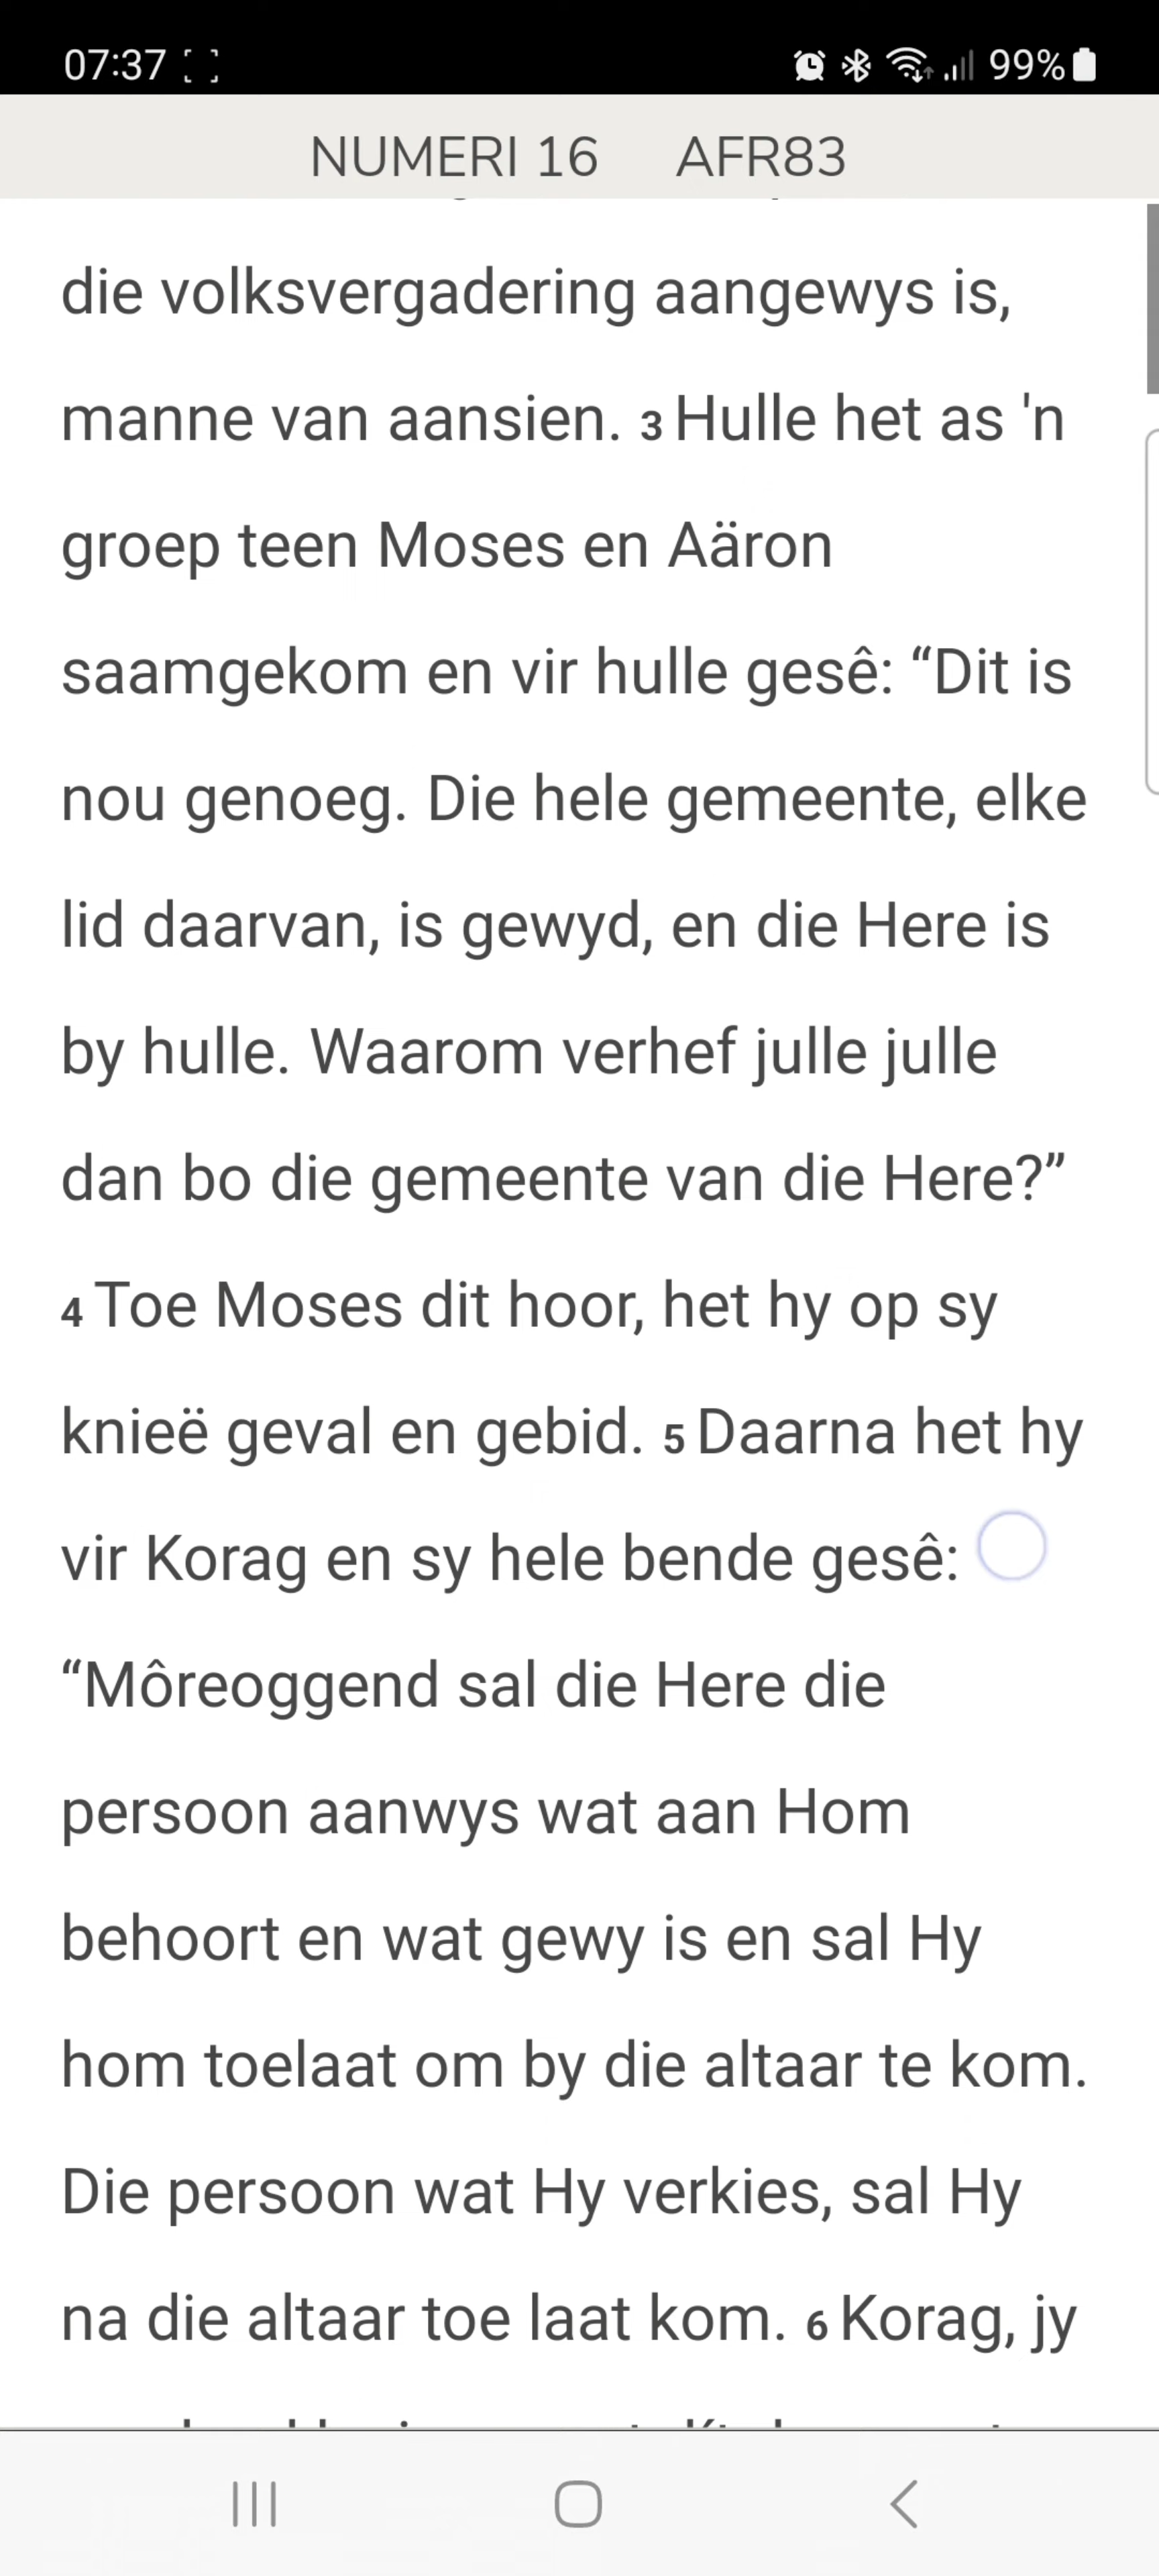 07:37 99%
NUMERI 16 AFR83
die volksvergadering aangewys is,
manne van aansien. 3 Hulle het as 'n
groep teen Moses en Aäron
saamgekom en vir hulle gesê: “Dit is
nou genoeg. Die hele gemeente, elke
lid daarvan, is gewyd, en die Here is
by hulle. Waarom verhef julle julle
dan bo die gemeente van die Here?”
4 Toe Moses dit hoor, het hy op sy
knieë geval en gebid. 5 Daarna het hy
vir Korag en sy hele bende gesê:
“Môreoggend sal die Here die
persoon aanwys wat aan Hom
behoort en wat gewy is en sal Hy
hom toelaat om by die altaar te kom.
Die persoon wat Hy verkies, sal Hy
na die altaar toe laat kom. 6 Korag, jy